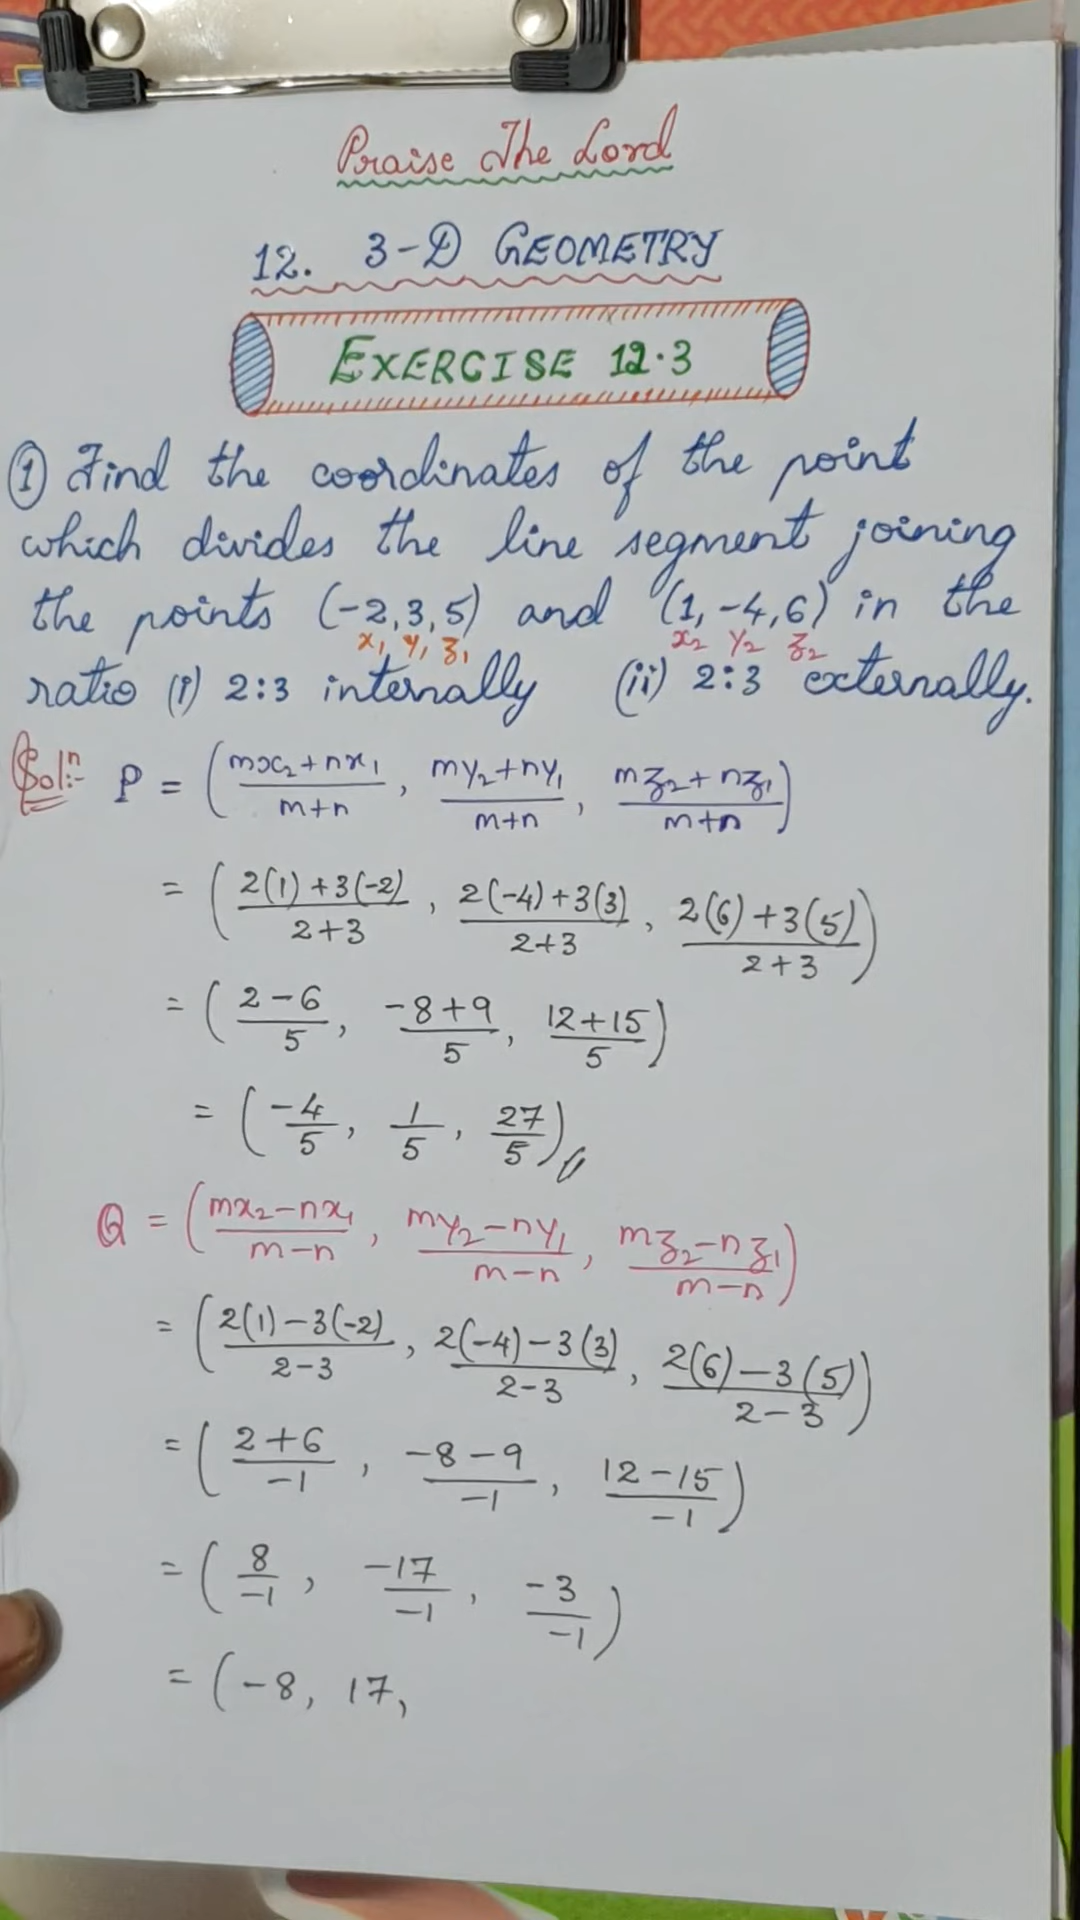 Praise The Lord
12. 3-D GEOMETRY
EXERCISE 12.3
① Find the coordinates of the point
which divides the line segment joining
the points (-2,3,5) and (1,-4,6) in the
x₁ y₁ z₁ x₂ y₂ z₂
ratio (i) 2:3 internally (ii) 2:3 externally.
Solⁿ:- P = ((mx₂+nx₁)/(m+n), (my₂+ny₁)/(m+n), (mz₂+nz₁)/(m+n))
= ((2(1)+3(-2))/(2+3), (2(-4)+3(3))/(2+3), (2(6)+3(5))/(2+3))
= ((2-6)/5, (-8+9)/5, (12+15)/5)
= (-4/5, 1/5, 27/5)
Q = ((mx₂-nx₁)/(m-n), (my₂-ny₁)/(m-n), (mz₂-nz₁)/(m-n))
= ((2(1)-3(-2))/(2-3), (2(-4)-3(3))/(2-3), (2(6)-3(5))/(2-3))
= ((2+6)/-1, (-8-9)/-1, (12-15)/-1)
= (8/-1, -17/-1, -3/-1)
= (-8, 17,